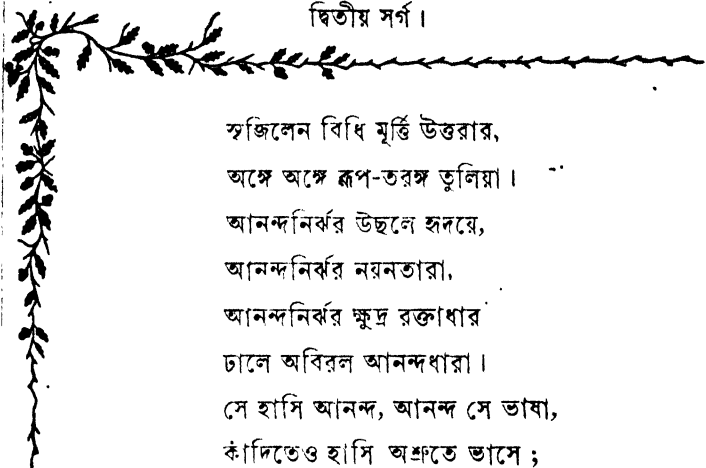 দ্বিতীয় সর্গ।
সৃজিলেন বিধি মূর্ত্তি উত্তরার,
অঙ্গে অঙ্গে রূপ-তরঙ্গ তুলিয়া।
আনন্দনির্ঝর উছলে হৃদয়ে,
আনন্দনির্ঝর নয়নতারা,
আনন্দনির্ঝর ক্ষুদ্র রক্তাধার
ঢালে অবিরল আনন্দধারা।
সে হাসি আনন্দ, আনন্দ সে ভাষা,
কাঁদিতেও হাসি অশ্রুতে ভাসে;